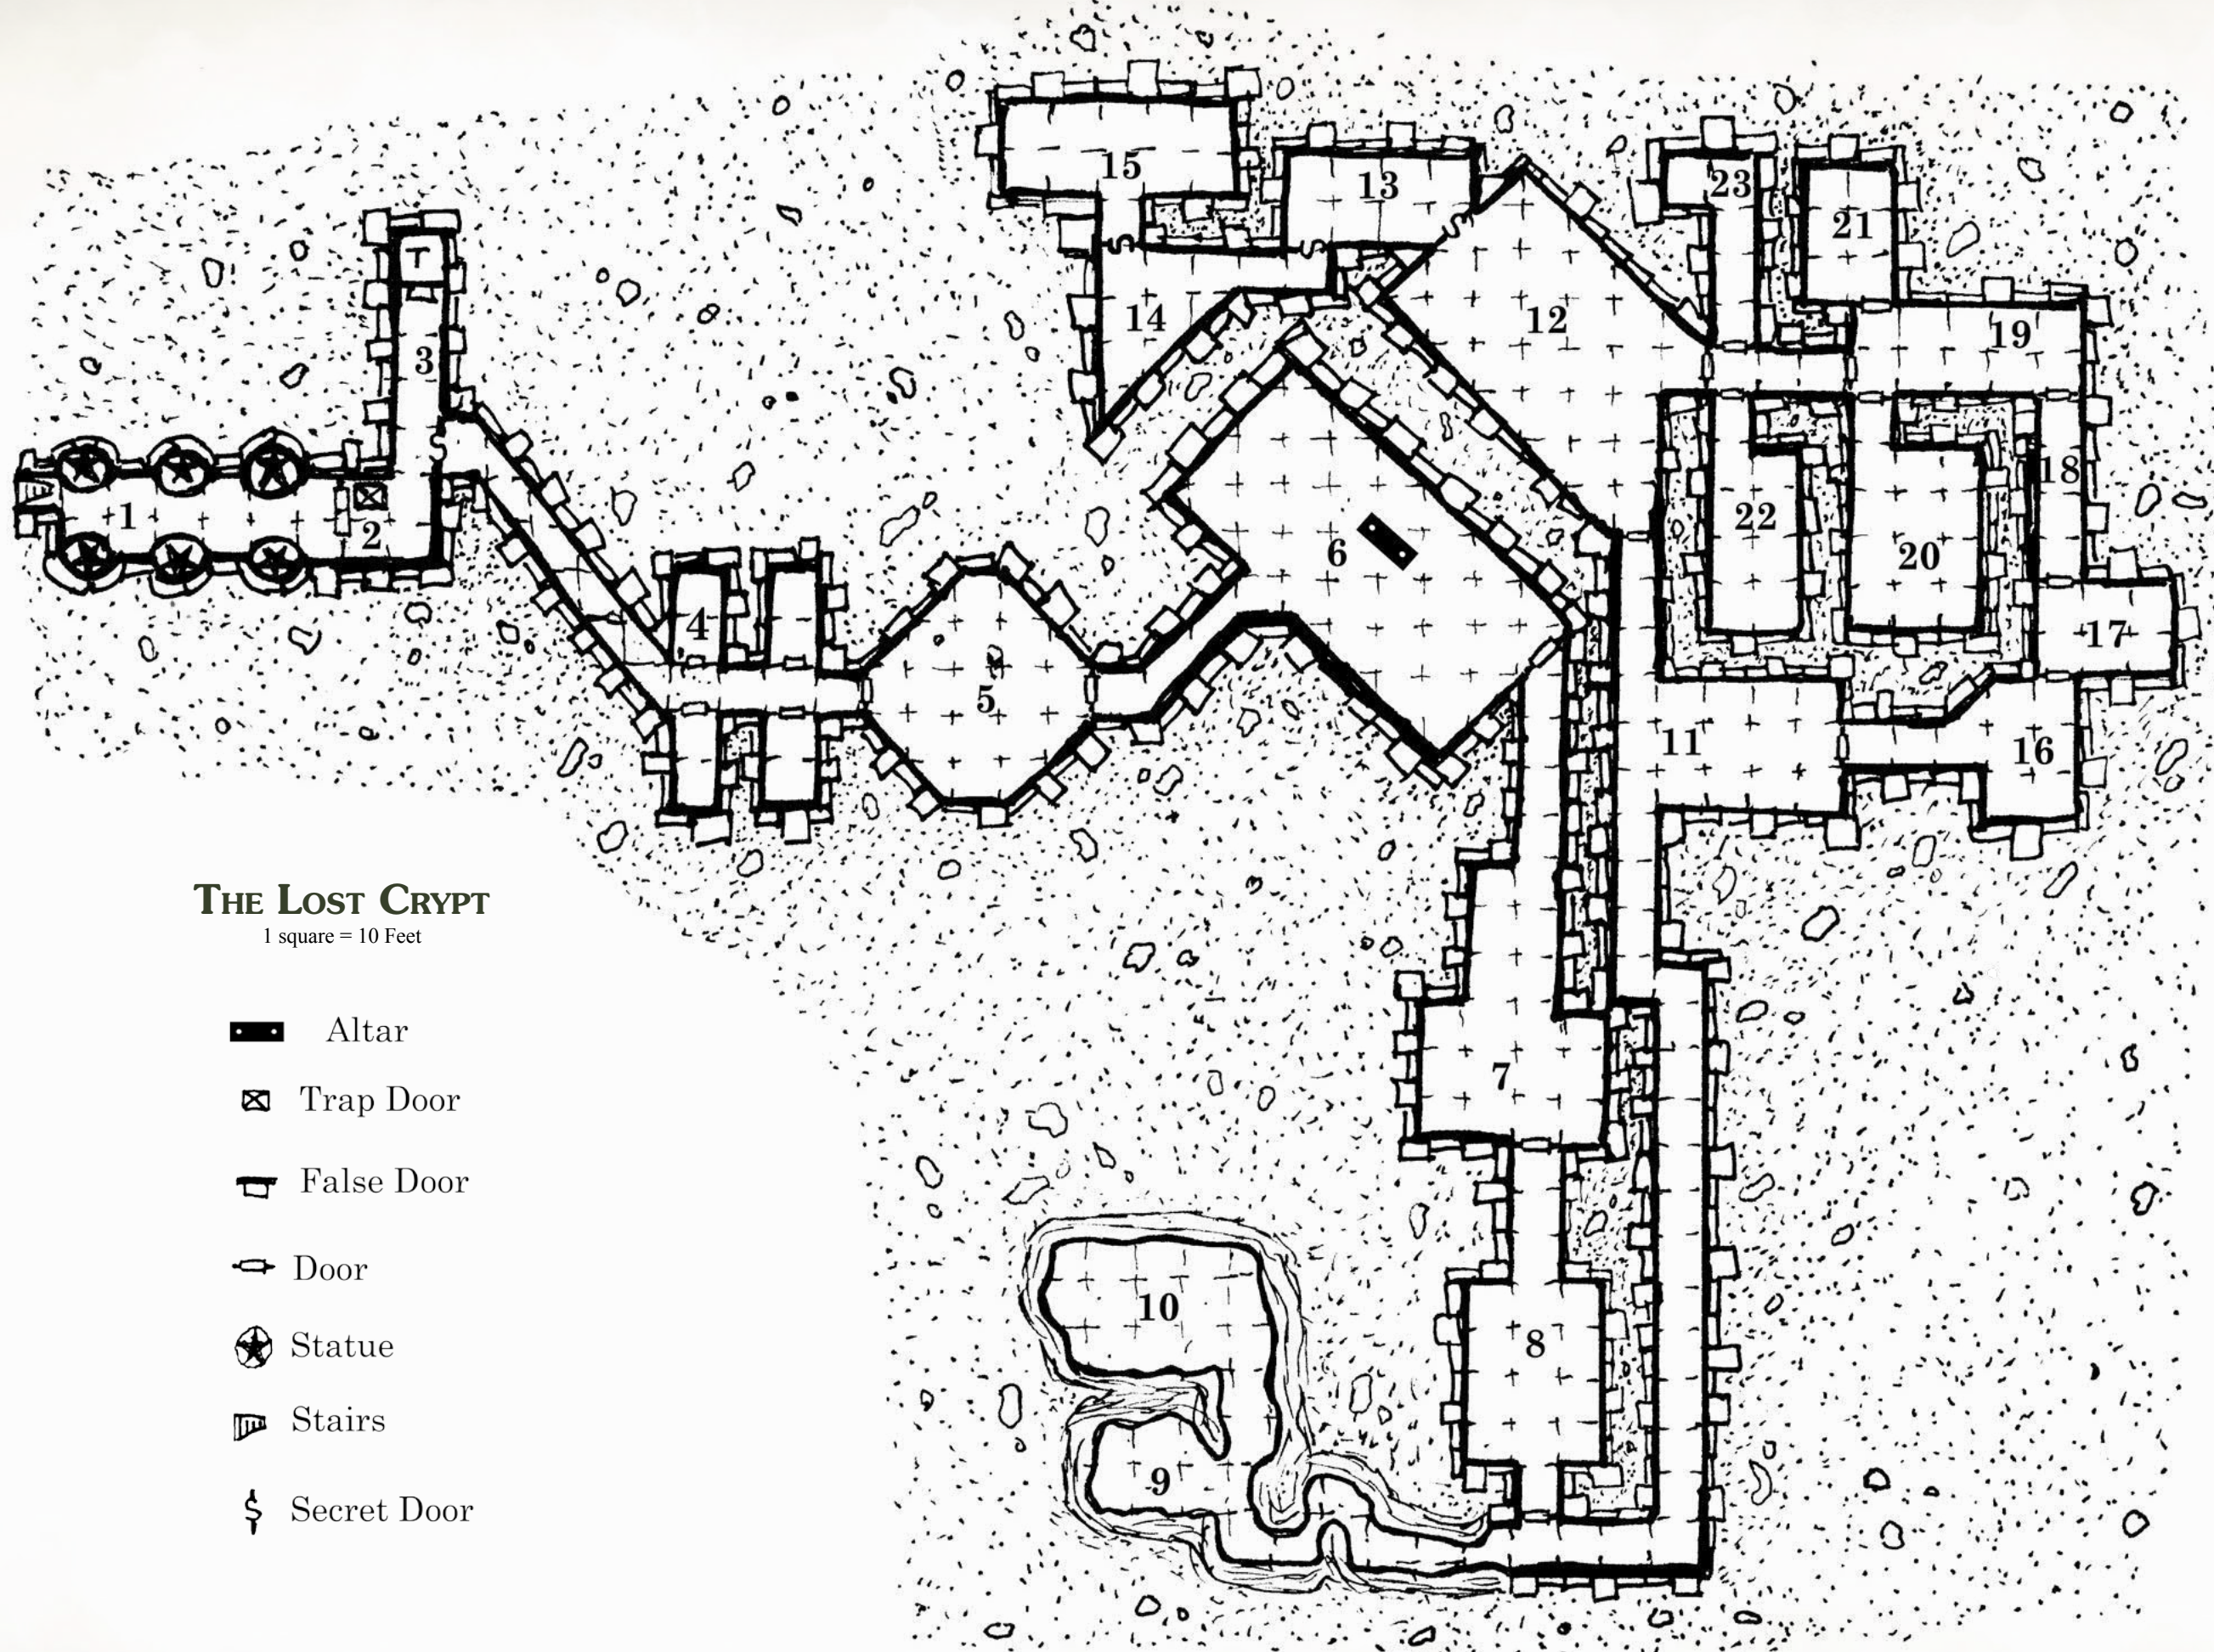 15
13
23
21
T
19
14
12
3
18
1
2
22
6
20
4
17
5
11
16
7
10
8
9
THE LOST CRYPT
1 square = 10 Feet
Altar
Trap Door
False Door
Door
Statue
Stairs
Secret Door
S
S
S
S